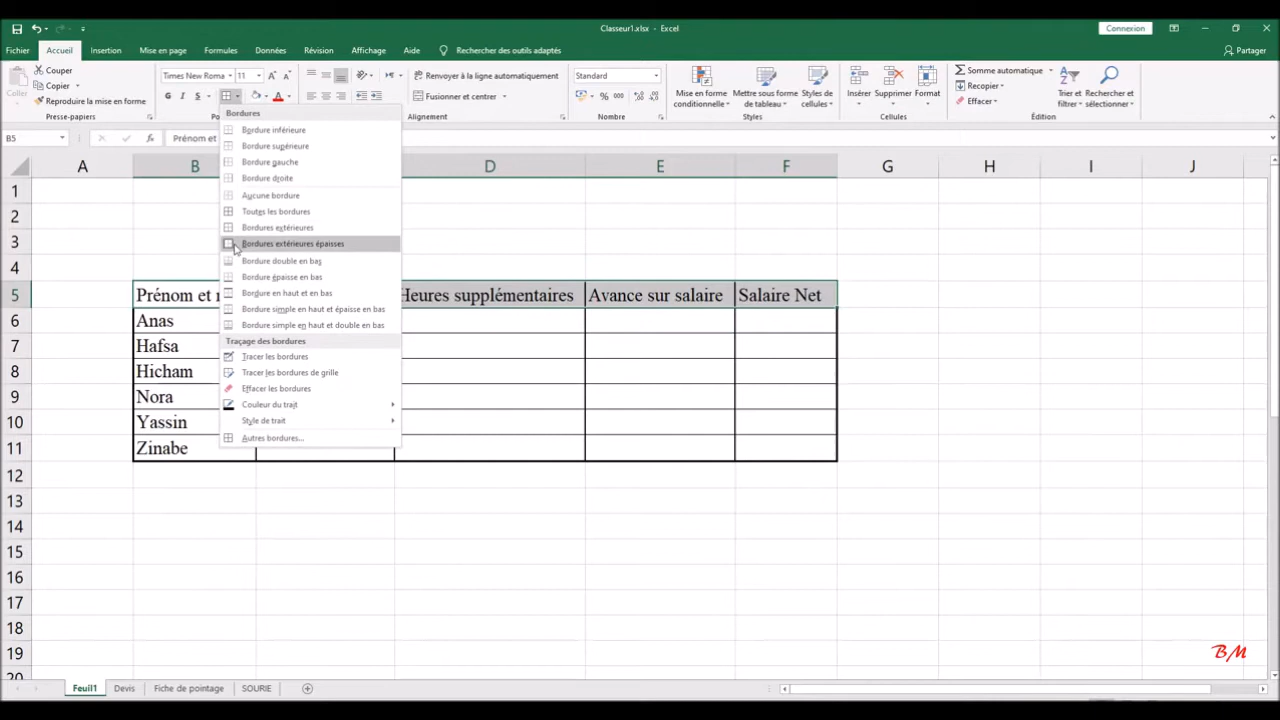 Classeur1.xlsx - Excel
Connexion
Fichier Accueil Insertion Mise en page Formules Données Révision Affichage Aide Rechercher des outils adaptés Partager
Coller
Couper
Copier
Reproduire la mise en forme
Presse-papiers
Times New Roma 11
G I S
Renvoyer à la ligne automatiquement
Fusionner et centrer
Alignement
Standard
% 000
Nombre
Mise en forme conditionnelle
Mettre sous forme de tableau
Styles de cellules
Styles
Insérer Supprimer Format
Cellules
Somme automatique
Recopier
Effacer
Trier et filtrer
Rechercher et sélectionner
Édition
B5
fx
Prénom et
Bordures
Bordure inférieure
Bordure supérieure
Bordure gauche
Bordure droite
Aucune bordure
Toutes les bordures
Bordures extérieures
Bordures extérieures épaisses
Bordure double en bas
Bordure épaisse en bas
Bordure en haut et en bas
Bordure simple en haut et épaisse en bas
Bordure simple en haut et double en bas
Traçage des bordures
Tracer les bordures
Tracer les bordures de grille
Effacer les bordures
Couleur du trait
Style de trait
Autres bordures...
A B D E F G H I J
1
2
3
4
5 Prénom et Heures supplémentaires Avance sur salaire Salaire Net
6 Anas
7 Hafsa
8 Hicham
9 Nora
10 Yassin
11 Zinabe
12
13
14
15
16
17
18
19
20
BM
Feuil1 Devis Fiche de pointage SOURIE